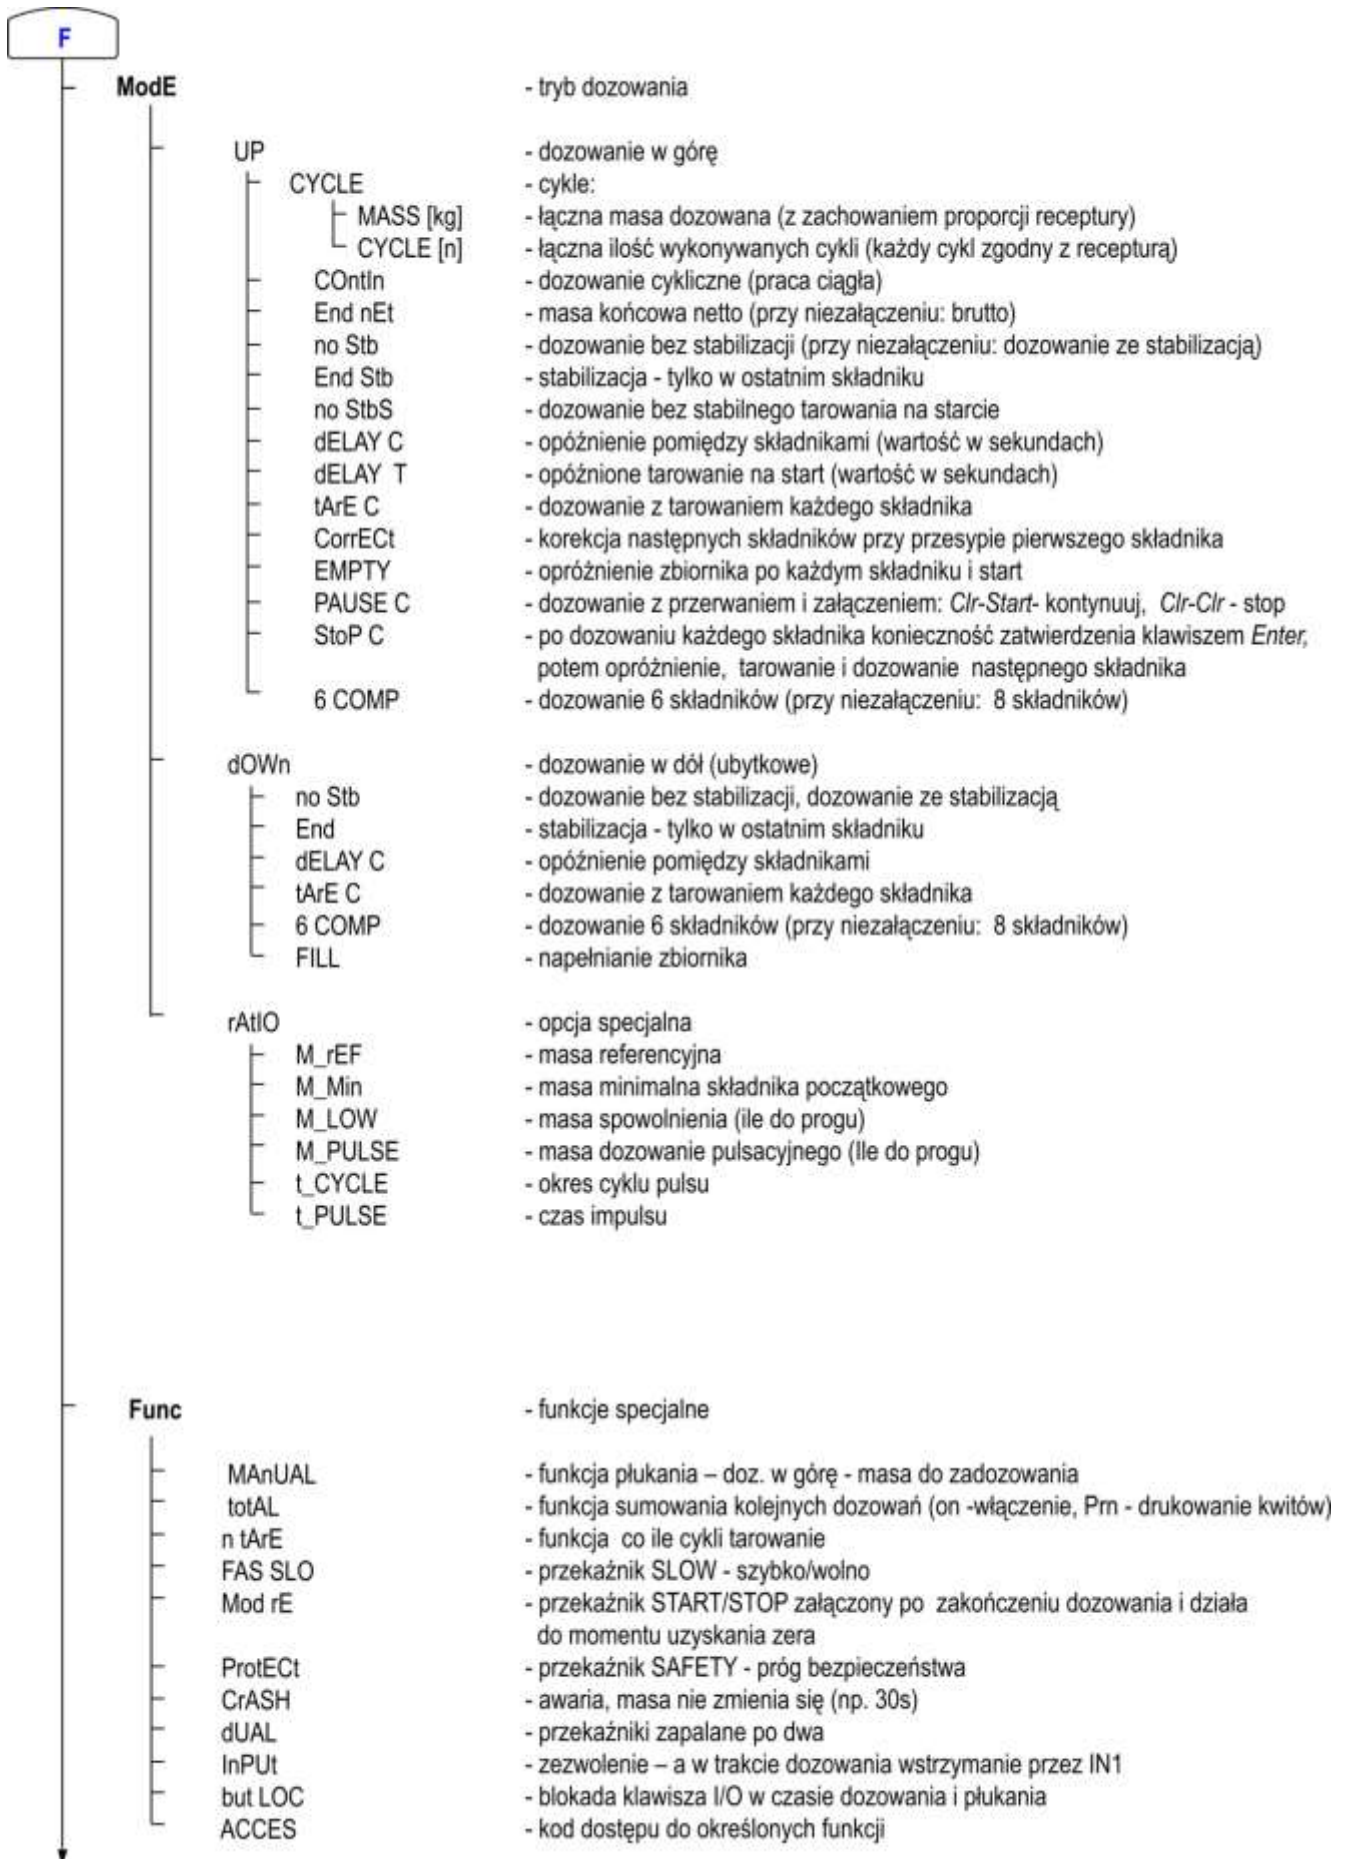 F
ModE - tryb dozowania
UP - dozowanie w górę
CYCLE - cykle:
MASS [kg] - łączna masa dozowana (z zachowaniem proporcji receptury)
CYCLE [n] - łączna ilość wykonywanych cykli (każdy cykl zgodny z recepturą)
COntIn - dozowanie cykliczne (praca ciągła)
End nEt - masa końcowa netto (przy niezałączeniu: brutto)
no Stb - dozowanie bez stabilizacji (przy niezałączeniu: dozowanie ze stabilizacją)
End Stb - stabilizacja - tylko w ostatnim składniku
no StbS - dozowanie bez stabilnego tarowania na starcie
dELAY C - opóźnienie pomiędzy składnikami (wartość w sekundach)
dELAY T - opóźnione tarowanie na start (wartość w sekundach)
tArE C - dozowanie z tarowaniem każdego składnika
CorrECt - korekcja następnych składników przy przesypie pierwszego składnika
EMPTY - opróżnienie zbiornika po każdym składniku i start
PAUSE C - dozowanie z przerwaniem i załączeniem: Clr-Start- kontynuuj, Clr-Clr - stop
StoP C - po dozowaniu każdego składnika konieczność zatwierdzenia klawiszem Enter,
potem opróżnienie, tarowanie i dozowanie następnego składnika
6 COMP - dozowanie 6 składników (przy niezałączeniu: 8 składników)
dOWn - dozowanie w dół (ubytkowe)
no Stb - dozowanie bez stabilizacji, dozowanie ze stabilizacją
End - stabilizacja - tylko w ostatnim składniku
dELAY C - opóźnienie pomiędzy składnikami
tArE C - dozowanie z tarowaniem każdego składnika
6 COMP - dozowanie 6 składników (przy niezałączeniu: 8 składników)
FILL - napełnianie zbiornika
rAtIO - opcja specjalna
M_rEF - masa referencyjna
M_Min - masa minimalna składnika początkowego
M_LOW - masa spowolnienia (ile do progu)
M_PULSE - masa dozowanie pulsacyjnego (Ile do progu)
t_CYCLE - okres cyklu pulsu
t_PULSE - czas impulsu
Func - funkcje specjalne
MAnUAL - funkcja płukania – doz. w górę - masa do zadozowania
totAL - funkcja sumowania kolejnych dozowań (on -włączenie, Prn - drukowanie kwitów)
n tArE - funkcja co ile cykli tarowanie
FAS SLO - przekaźnik SLOW - szybko/wolno
Mod rE - przekaźnik START/STOP załączony po zakończeniu dozowania i działa
do momentu uzyskania zera
ProtECt - przekaźnik SAFETY - próg bezpieczeństwa
CrASH - awaria, masa nie zmienia się (np. 30s)
dUAL - przekaźniki zapalane po dwa
InPUt - zezwolenie – a w trakcie dozowania wstrzymanie przez IN1
but LOC - blokada klawisza I/O w czasie dozowania i płukania
ACCES - kod dostępu do określonych funkcji